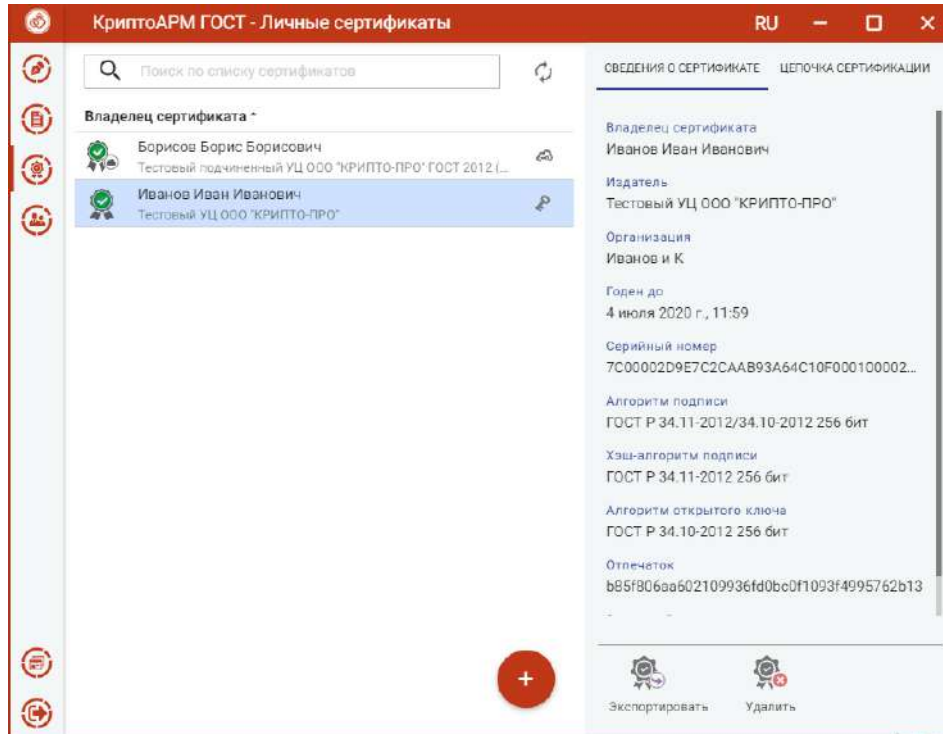 КриптоАРМ ГОСТ - Личные сертификаты
RU
Поиск по списку сертификатов
Владелец сертификата
Борисов Борис Борисович
Тестовый подчиненный УЦ ООО "КРИПТО-ПРО" ГОСТ 2012 (...
Иванов Иван Иванович
Тестовый УЦ ООО "КРИПТО-ПРО"
СВЕДЕНИЯ О СЕРТИФИКАТЕ
ЦЕПОЧКА СЕРТИФИКАЦИИ
Владелец сертификата
Иванов Иван Иванович
Издатель
Тестовый УЦ ООО "КРИПТО-ПРО"
Организация
Иванов и К
Годен до
4 июля 2020 г., 11:59
Серийный номер
7C00002D9E7C2CAAB93A64C10F000100002...
Алгоритм подписи
ГОСТ Р 34.11-2012/34.10-2012 256 бит
Хэш-алгоритм подписи
ГОСТ Р 34.11-2012 256 бит
Алгоритм открытого ключа
ГОСТ Р 34.10-2012 256 бит
Отпечаток
b85f806aa602109936fd0bc0f1093f4995762b13
Экспортировать
Удалить